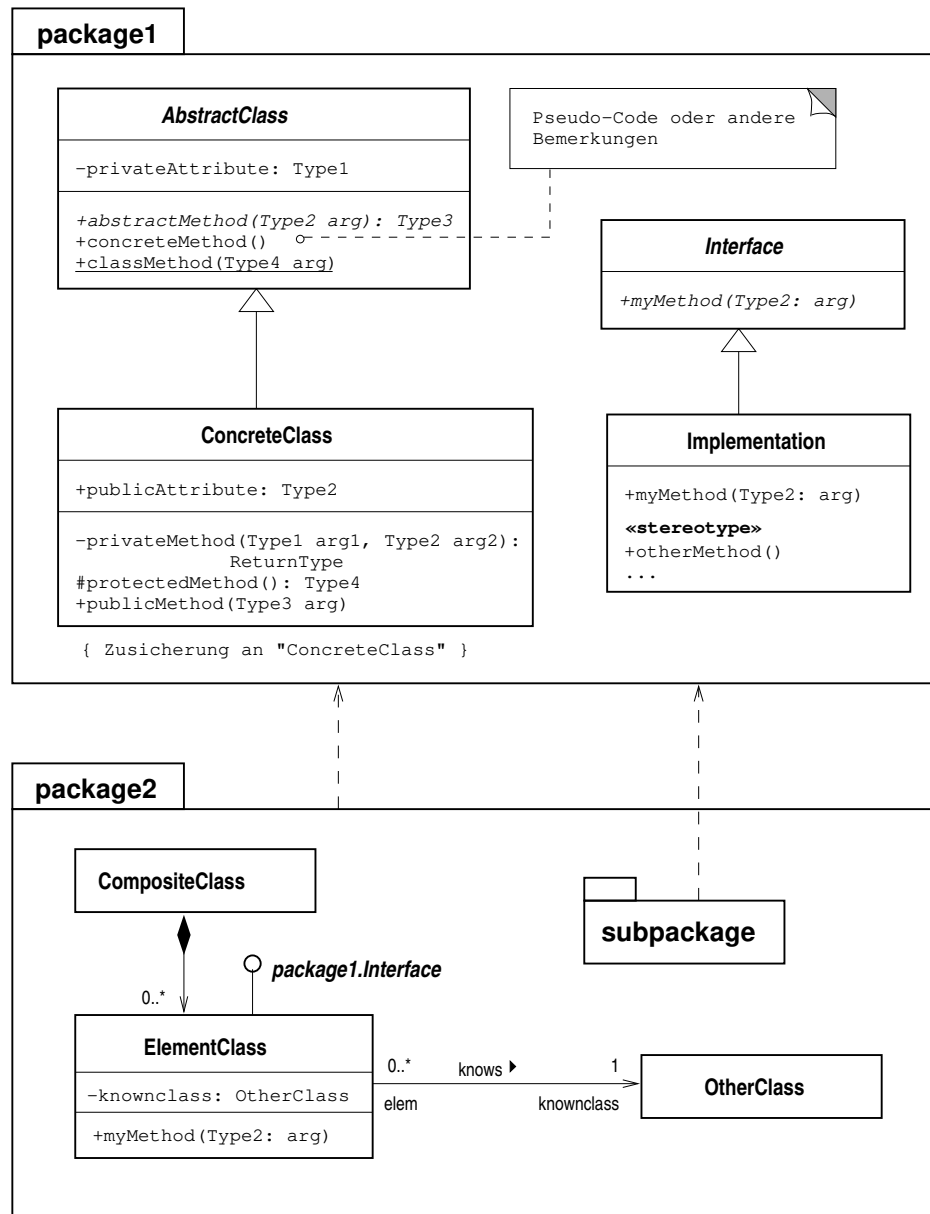 package1
AbstractClass
-privateAttribute: Type1
+abstractMethod(Type2 arg): Type3
+concreteMethod()
+classMethod(Type4 arg)
Pseudo-Code oder andere
Bemerkungen
Interface
+myMethod(Type2: arg)
ConcreteClass
+publicAttribute: Type2
-privateMethod(Type1 arg1, Type2 arg2):
ReturnType
#protectedMethod(): Type4
+publicMethod(Type3 arg)
{ Zusicherung an "ConcreteClass" }
Implementation
+myMethod(Type2: arg)
«stereotype»
+otherMethod()
...
package2
CompositeClass
subpackage
package1.Interface
0..*
ElementClass
-knownclass: OtherClass
+myMethod(Type2: arg)
0..* knows 1
elem knownclass
OtherClass